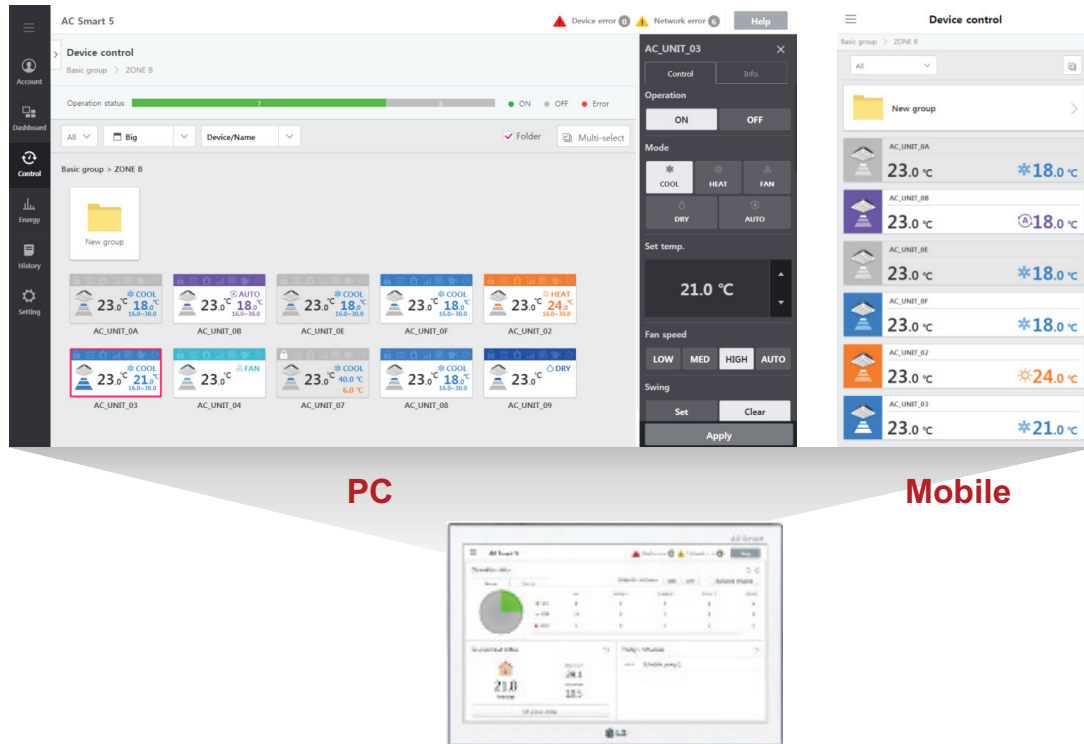 AC Smart 5
Device error 0
Network error 6
Help
Account
Dashboard
Control
Energy
History
Setting
Device control
Basic group > ZONE B
Operation status
7
3
ON
OFF
Error
All
Big
Device/Name
Folder
Multi-select
Basic group > ZONE B
New group
23.0°C COOL 18.0°C 16.0~30.0
AC_UNIT_0A
23.0°C AUTO 18.0°C 16.0~30.0
AC_UNIT_0B
23.0°C COOL 18.0°C 16.0~30.0
AC_UNIT_0E
23.0°C COOL 18.0°C 16.0~30.0
AC_UNIT_0F
23.0°C HEAT 24.0°C 16.0~30.0
AC_UNIT_02
23.0°C COOL 21.0°C 16.0~30.0
AC_UNIT_03
23.0°C FAN
AC_UNIT_04
23.0°C COOL 40.0 °C 6.0 °C
AC_UNIT_07
23.0°C COOL 18.0°C 16.0~30.0
AC_UNIT_08
23.0°C DRY
AC_UNIT_09
AC_UNIT_03
Control
Info.
Operation
ON
OFF
Mode
COOL
HEAT
FAN
DRY
AUTO
Set temp.
21.0 °C
Fan speed
LOW
MED
HIGH
AUTO
Swing
Set
Clear
Apply
Device control
Basic group > ZONE B
All
New group
AC_UNIT_0A
23.0 °C 18.0 °C
AC_UNIT_0B
23.0 °C A 18.0 °C
AC_UNIT_0E
23.0 °C 18.0 °C
AC_UNIT_0F
23.0 °C 18.0 °C
AC_UNIT_02
23.0 °C 24.0 °C
AC_UNIT_03
23.0 °C 21.0 °C
PC
Mobile
AC Smart
AC Smart 5
Help
21.0
LG